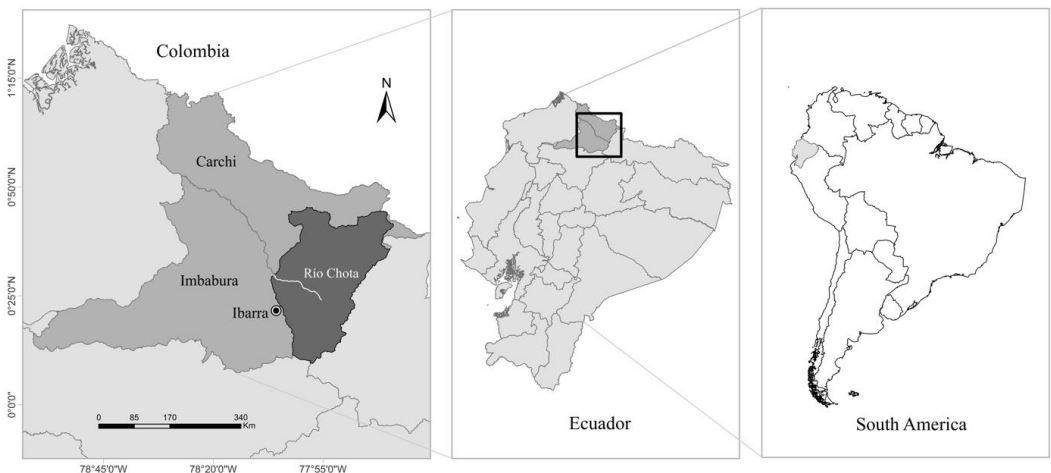 Colombia
N
Carchi
Imbabura
Río Chota
Ibarra
0 85 170 340
Km
1°15'0"N
0°50'0"N
0°25'0"N
0°0'0"
78°45'0"W 78°20'0"W 77°55'0"W
Ecuador
South America